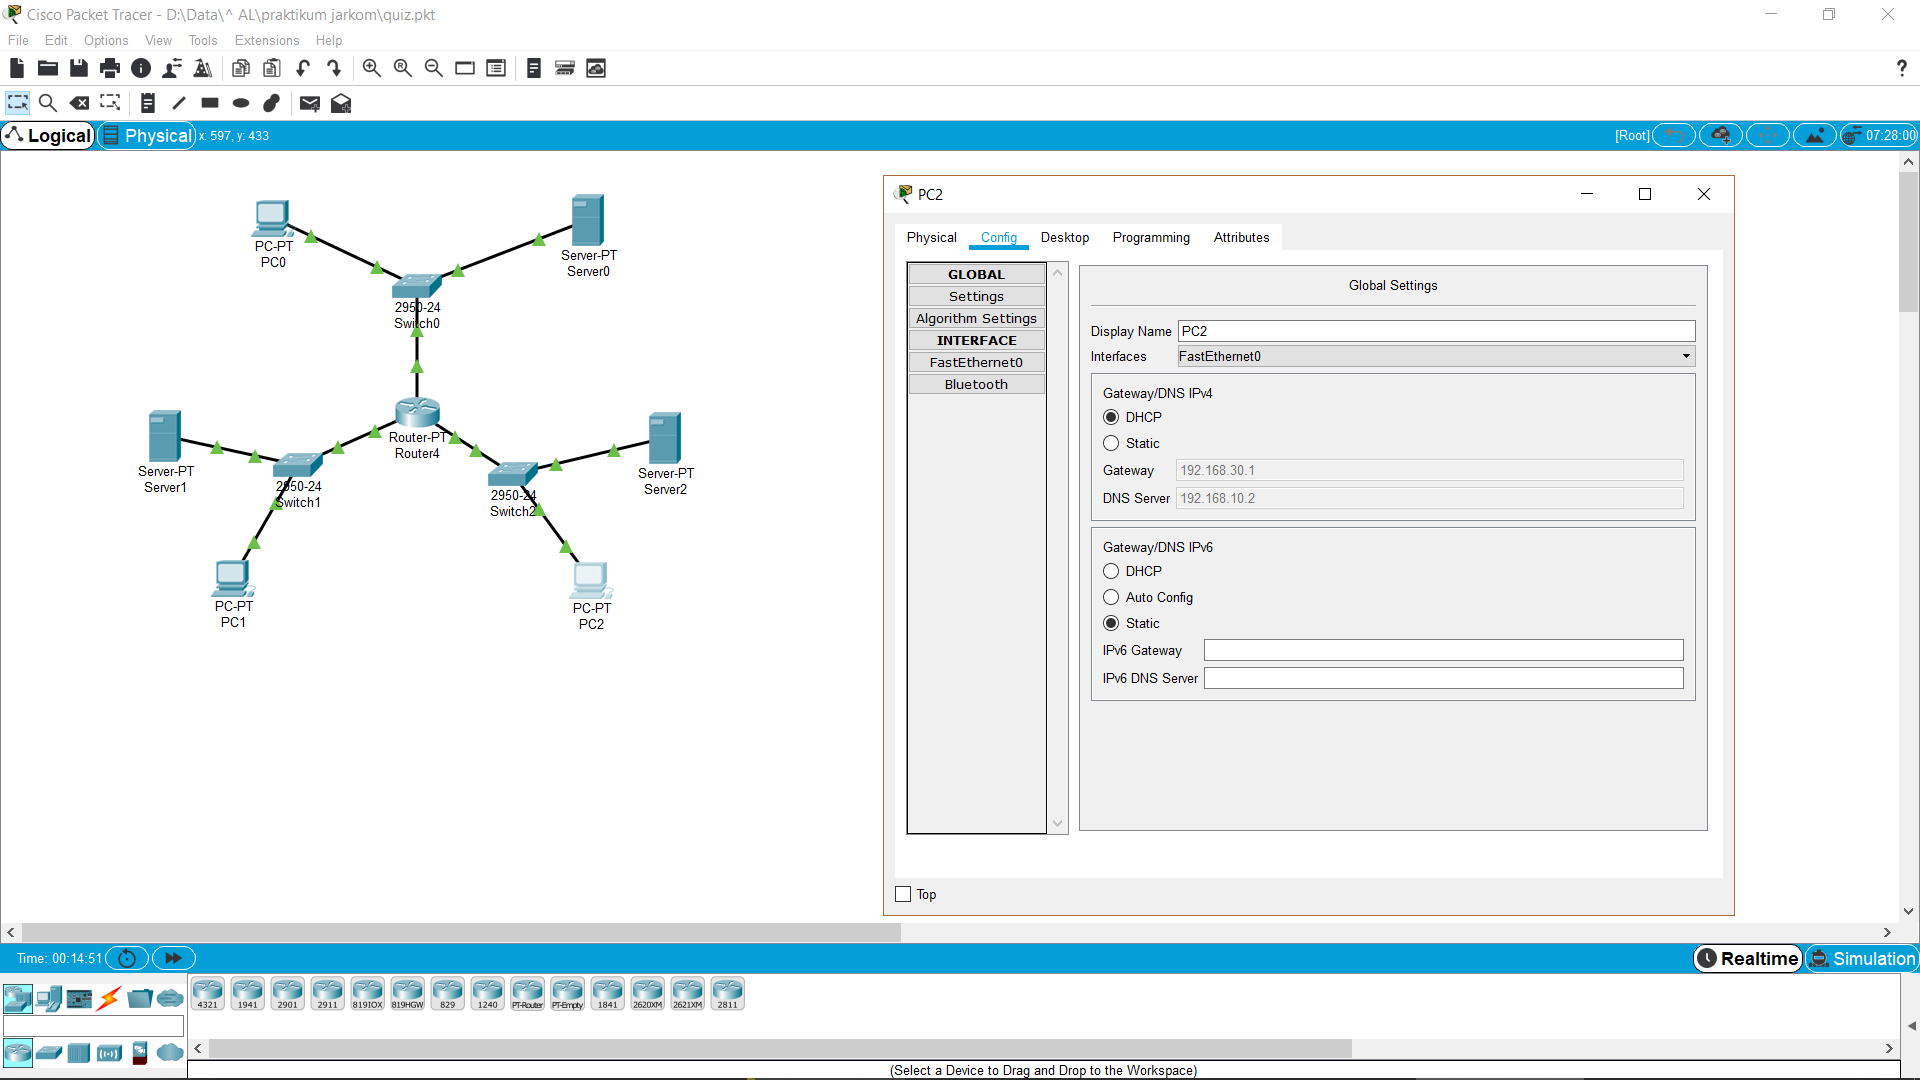 Cisco Packet Tracer - D:\Data\^ AL\praktikum jarkom\quiz.pkt
File Edit Options View Tools Extensions Help
?
Logical Physical x: 597, y: 433 [Root] 07:28:00
PC-PT
PC0
Server-PT
Server0
2950-24
Switch0
Router-PT
Router4
Server-PT
Server1
2950-24
Switch1
2950-24
Switch2
Server-PT
Server2
PC-PT
PC1
PC-PT
PC2
PC2
Physical Config Desktop Programming Attributes
GLOBAL
Settings
Algorithm Settings
INTERFACE
FastEthernet0
Bluetooth
Global Settings
Display Name PC2
Interfaces FastEthernet0
Gateway/DNS IPv4
DHCP
Static
Gateway 192.168.30.1
DNS Server 192.168.10.2
Gateway/DNS IPv6
DHCP
Auto Config
Static
IPv6 Gateway
IPv6 DNS Server
Top
Time: 00:14:51 Realtime Simulation
4321 1941 2901 2911 819IOX 819HGW 829 1240 PT-Router PT-Empty 1841 2620XM 2621XM 2811
(Select a Device to Drag and Drop to the Workspace)